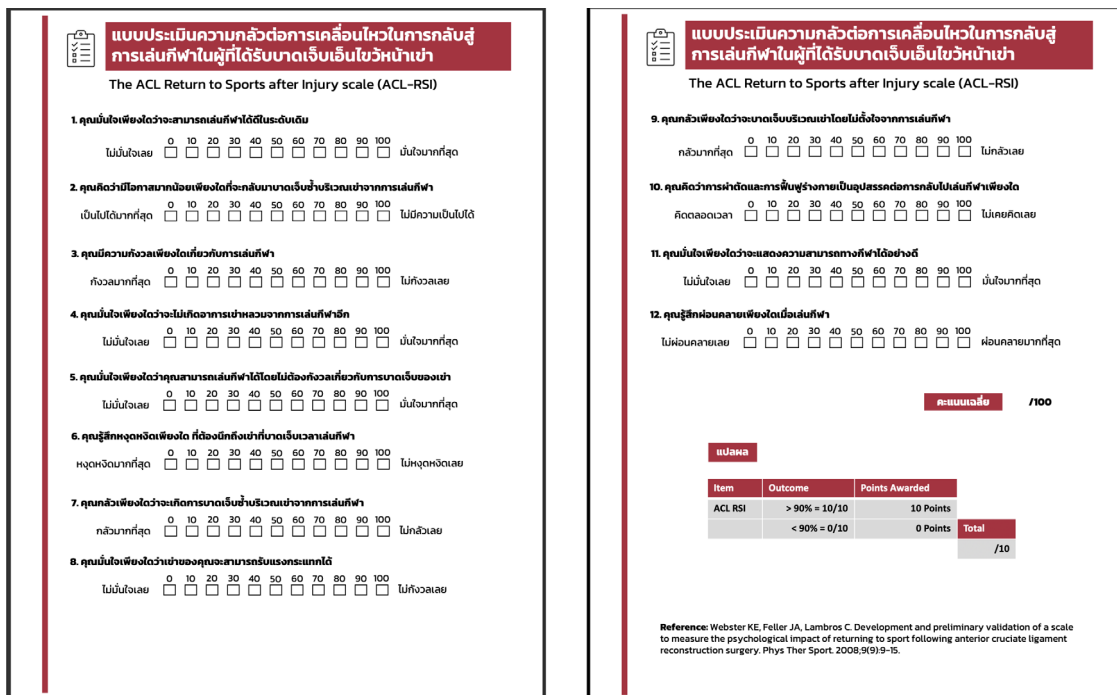 แบบประเมินความกลัวต่อการเคลื่อนไหวในการกลับสู่
การเล่นกีฬาในผู้ที่ได้รับบาดเจ็บเอ็นไขว้หน้าเข่า
The ACL Return to Sports after Injury scale (ACL-RSI)
1. คุณมั่นใจเพียงใดว่าจะสามารถเล่นกีฬาได้ดีในระดับเดิม
0 10 20 30 40 50 60 70 80 90 100
ไม่มั่นใจเลย มั่นใจมากที่สุด
2. คุณคิดว่ามีโอกาสมากน้อยเพียงใดที่จะกลับมาบาดเจ็บซ้ำบริเวณเข่าจากการเล่นกีฬา
0 10 20 30 40 50 60 70 80 90 100
เป็นไปได้มากที่สุด ไม่มีความเป็นไปได้
3. คุณมีความกังวลเพียงใดเกี่ยวกับการเล่นกีฬา
0 10 20 30 40 50 60 70 80 90 100
กังวลมากที่สุด ไม่กังวลเลย
4. คุณมั่นใจเพียงใดว่าจะไม่เกิดอาการเข่าหลวมจากการเล่นกีฬาอีก
0 10 20 30 40 50 60 70 80 90 100
ไม่มั่นใจเลย มั่นใจมากที่สุด
5. คุณมั่นใจเพียงใดว่าคุณสามารถเล่นกีฬาได้โดยไม่ต้องกังวลเกี่ยวกับการบาดเจ็บของเข่า
0 10 20 30 40 50 60 70 80 90 100
ไม่มั่นใจเลย มั่นใจมากที่สุด
6. คุณรู้สึกหงุดหงิดเพียงใด ที่ต้องนึกถึงเข่าที่บาดเจ็บเวลาเล่นกีฬา
0 10 20 30 40 50 60 70 80 90 100
หงุดหงิดมากที่สุด ไม่หงุดหงิดเลย
7. คุณกลัวเพียงใดว่าจะเกิดการบาดเจ็บซ้ำบริเวณเข่าจากการเล่นกีฬา
0 10 20 30 40 50 60 70 80 90 100
กลัวมากที่สุด ไม่กลัวเลย
8. คุณมั่นใจเพียงใดว่าเข่าของคุณจะสามารถรับแรงกระแทกได้
0 10 20 30 40 50 60 70 80 90 100
ไม่มั่นใจเลย ไม่กังวลเลย
แบบประเมินความกลัวต่อการเคลื่อนไหวในการกลับสู่
การเล่นกีฬาในผู้ที่ได้รับบาดเจ็บเอ็นไขว้หน้าเข่า
The ACL Return to Sports after Injury scale (ACL-RSI)
9. คุณกลัวเพียงใดว่าจะบาดเจ็บบริเวณเข่าโดยไม่ตั้งใจจากการเล่นกีฬา
0 10 20 30 40 50 60 70 80 90 100
กลัวมากที่สุด ไม่กลัวเลย
10. คุณคิดว่าการผ่าตัดและการฟื้นฟูร่างกายเป็นอุปสรรคต่อการกลับไปเล่นกีฬาเพียงใด
0 10 20 30 40 50 60 70 80 90 100
คิดตลอดเวลา ไม่เคยคิดเลย
11. คุณมั่นใจเพียงใดว่าจะแสดงความสามารถทางกีฬาได้อย่างดี
0 10 20 30 40 50 60 70 80 90 100
ไม่มั่นใจเลย มั่นใจมากที่สุด
12. คุณรู้สึกผ่อนคลายเพียงใดเมื่อเล่นกีฬา
0 10 20 30 40 50 60 70 80 90 100
ไม่ผ่อนคลายเลย ผ่อนคลายมากที่สุด
คะแนนเฉลี่ย /100
แปลผล
Item Outcome Points Awarded
ACL RSI > 90% = 10/10 10 Points
< 90% = 0/10 0 Points Total
/10
Reference: Webster KE, Feller JA, Lambros C. Development and preliminary validation of a scale
to measure the psychological impact of returning to sport following anterior cruciate ligament
reconstruction surgery. Phys Ther Sport. 2008;9(9):9-15.